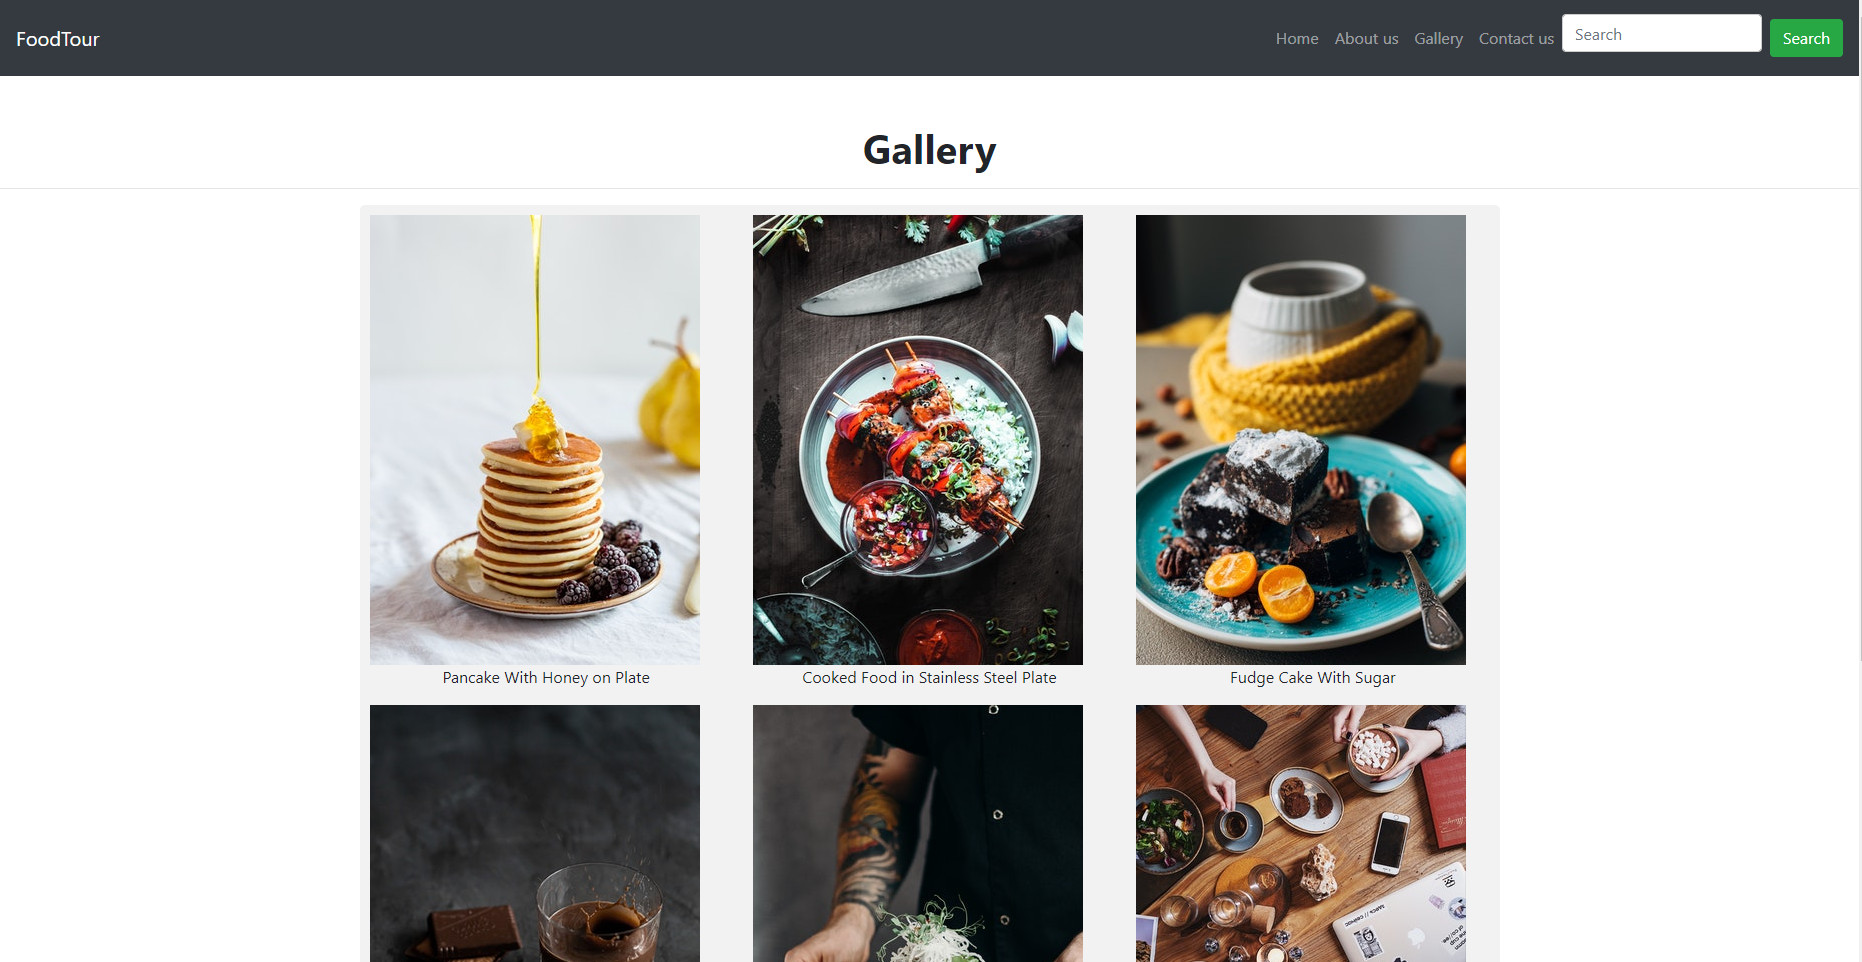 FoodTour
Home About us Gallery Contact us Search Search
Gallery
Pancake With Honey on Plate
Cooked Food in Stainless Steel Plate
Fudge Cake With Sugar